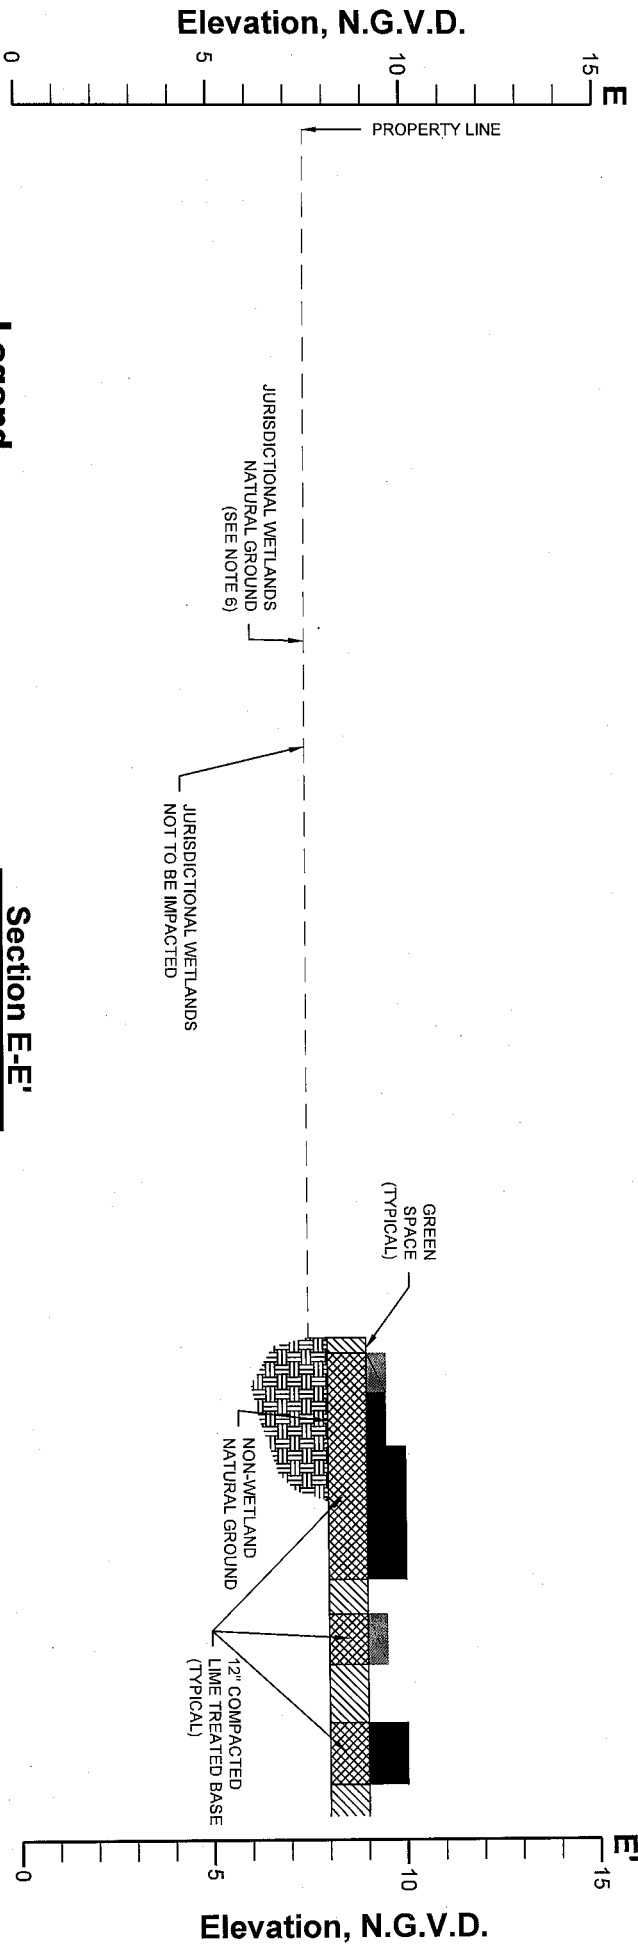 Elevation, N.G.V.D.
0
5
10
15
E
PROPERTY LINE
JURISDICTIONAL WETLANDS
NATURAL GROUND
(SEE NOTE 6)
JURISDICTIONAL WETLANDS
NOT TO BE IMPACTED
Legend
Section E-E'
GREEN
SPACE
(TYPICAL)
NON-WETLAND
NATURAL GROUND
12" COMPACTED
LIME TREATED BASE
(TYPICAL)
E'
0
5
10
15
Elevation, N.G.V.D.